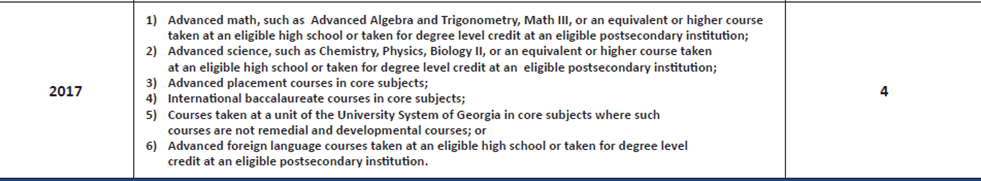 1) Advanced math, such as Advanced Algebra and Trigonometry, Math III, or an equivalent or higher course
taken at an eligible high school or taken for degree level credit at an eligible postsecondary institution;
2) Advanced science, such as Chemistry, Physics, Biology II, or an equivalent or higher course taken
at an eligible high school or taken for degree level credit at an eligible postsecondary institution;
3) Advanced placement courses in core subjects;
2017
4) International baccalaureate courses in core subjects;
4
5) Courses taken at a unit of the University System of Georgia in core subjects where such
courses are not remedial and developmental courses; or
6) Advanced foreign language courses taken at an eligible high school or taken for degree level
credit at an eligible postsecondary institution.